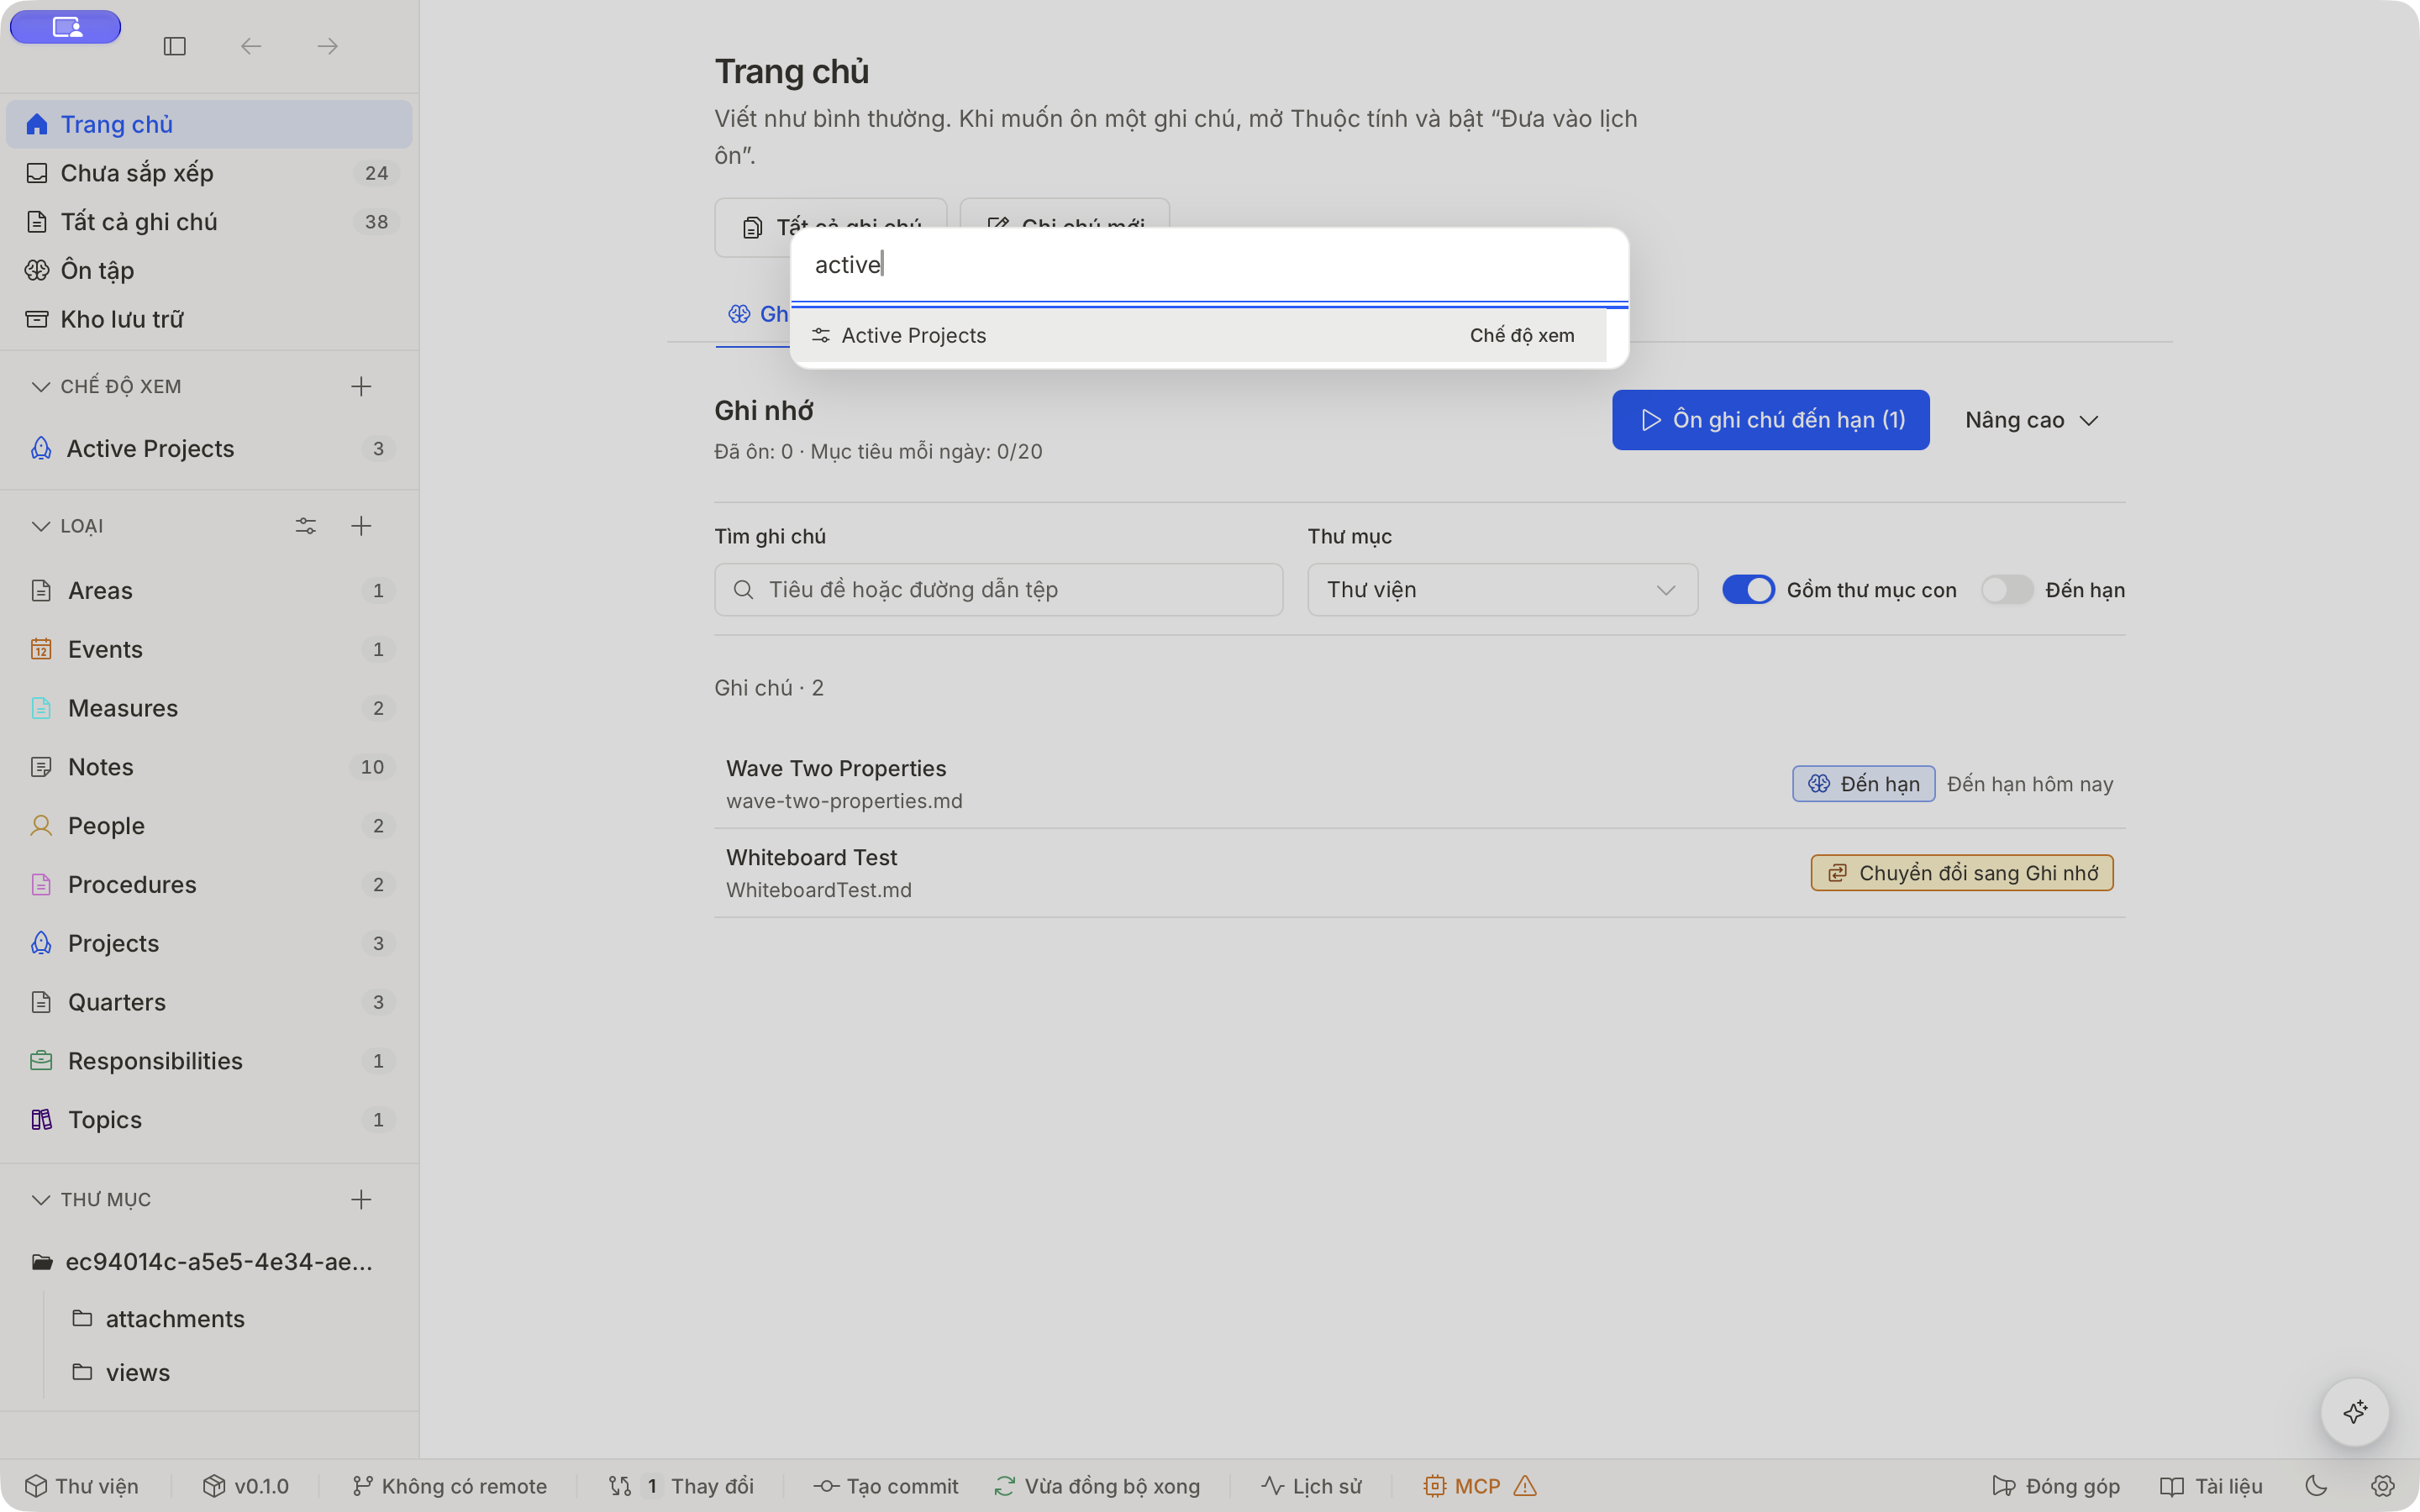 Trang chủ
Chưa sắp xếp 24
Tất cả ghi chú 38
Ôn tập
Kho lưu trữ
CHẾ ĐỘ XEM
Active Projects 3
LOẠI
Areas 1
Events 1
Measures 2
Notes 10
People 2
Procedures 2
Projects 3
Quarters 3
Responsibilities 1
Topics 1
THƯ MỤC
ec94014c-a5e5-4e34-ae...
attachments
views
Trang chủ
Viết như bình thường. Khi muốn ôn một ghi chú, mở Thuộc tính và bật “Đưa vào lịch
ôn”.
Tất cả ghi chú Ghi chú mới
active
Gh
Active Projects Chế độ xem
Ghi nhớ
Đã ôn: 0 · Mục tiêu mỗi ngày: 0/20
Ôn ghi chú đến hạn (1) Nâng cao
Tìm ghi chú Thư mục
Tiêu đề hoặc đường dẫn tệp Thư viện Gồm thư mục con Đến hạn
Ghi chú · 2
Wave Two Properties
wave-two-properties.md
Đến hạn Đến hạn hôm nay
Whiteboard Test
WhiteboardTest.md
Chuyển đổi sang Ghi nhớ
Thư viện v0.1.0 Không có remote 1 Thay đổi Tạo commit Vừa đồng bộ xong Lịch sử MCP Đóng góp Tài liệu